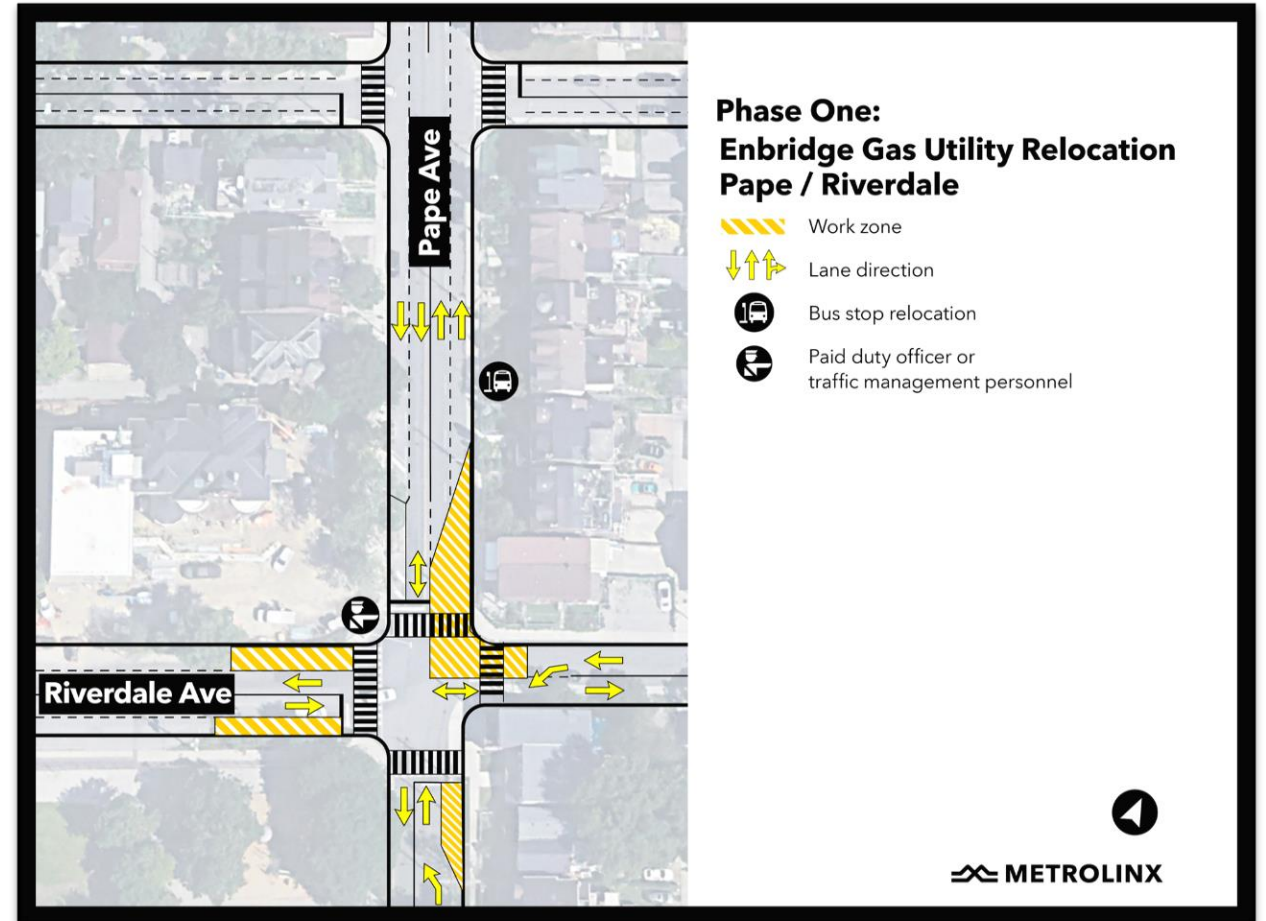 Phase One:
Enbridge Gas Utility Relocation
Pape / Riverdale
Work zone
Lane direction
Bus stop relocation
Paid duty officer or
traffic management personnel
Pape Ave
Riverdale Ave
METROLINX